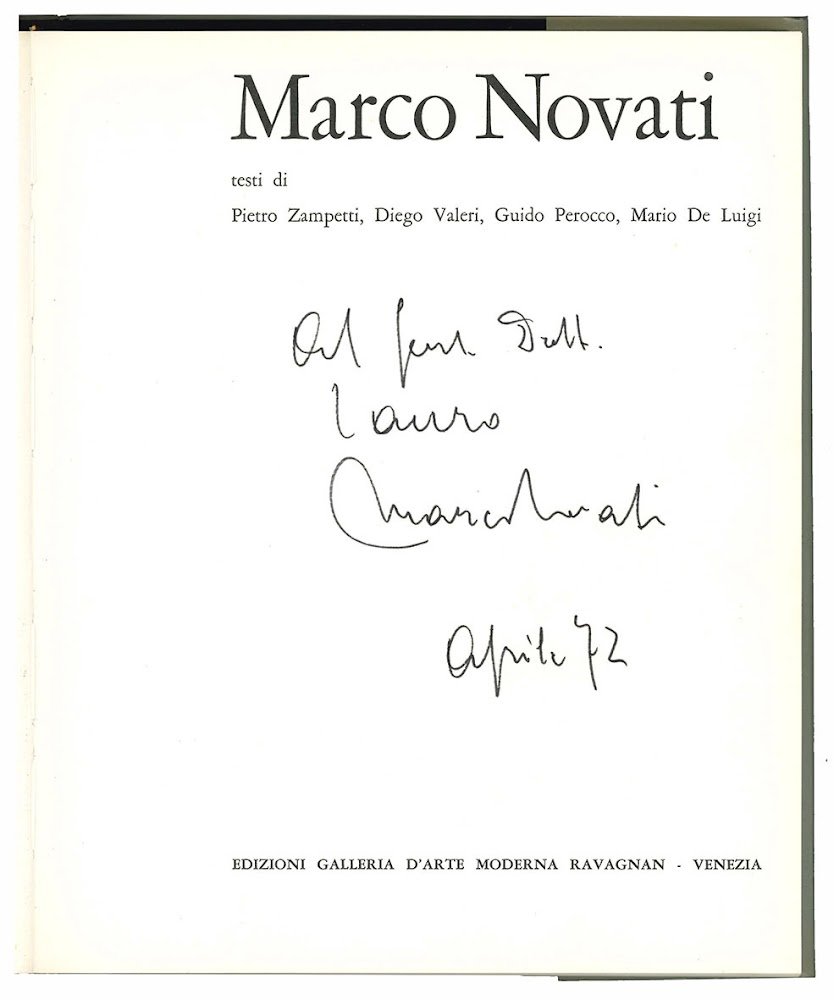 Marco Novati
testi di
Pietro Zampetti, Diego Valeri, Guido Perocco, Mario De Luigi
Al gent. Dott.
Lauro
Marco Novati
Aprile 72
EDIZIONI GALLERIA D'ARTE MODERNA RAVAGNAN - VENEZIA